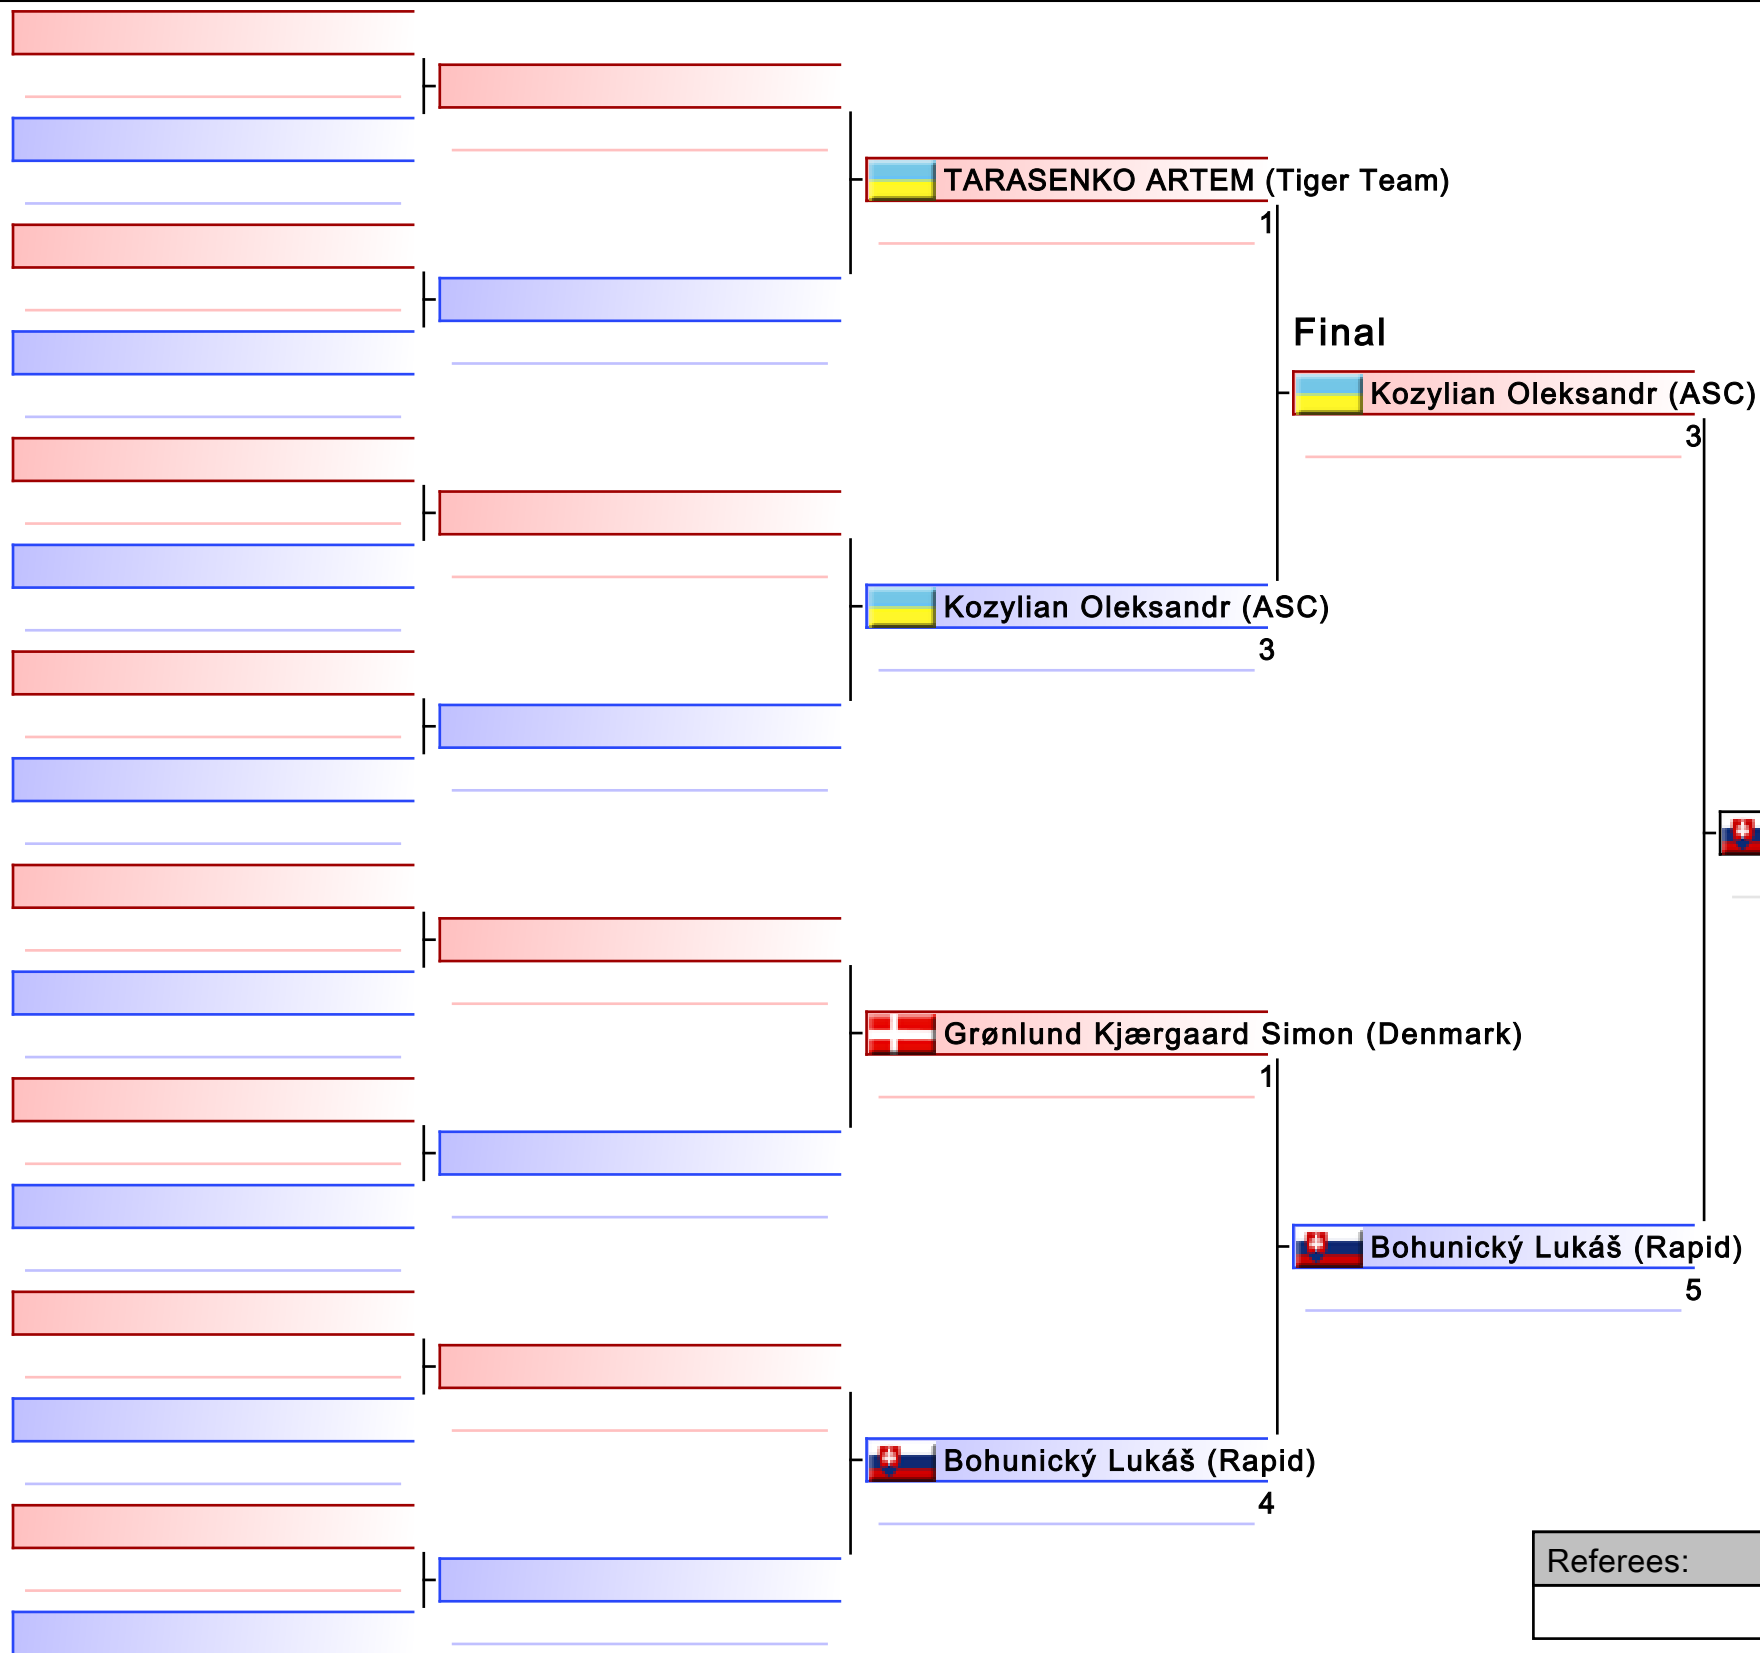 TARASENKO ARTEM (Tiger Team)
1
Final
Kozylian Oleksandr (ASC)
3
Kozylian Oleksandr (ASC)
3
Grønlund Kjærgaard Simon (Denmark)
1
Bohunický Lukáš (Rapid)
5
Bohunický Lukáš (Rapid)
4
Referees: